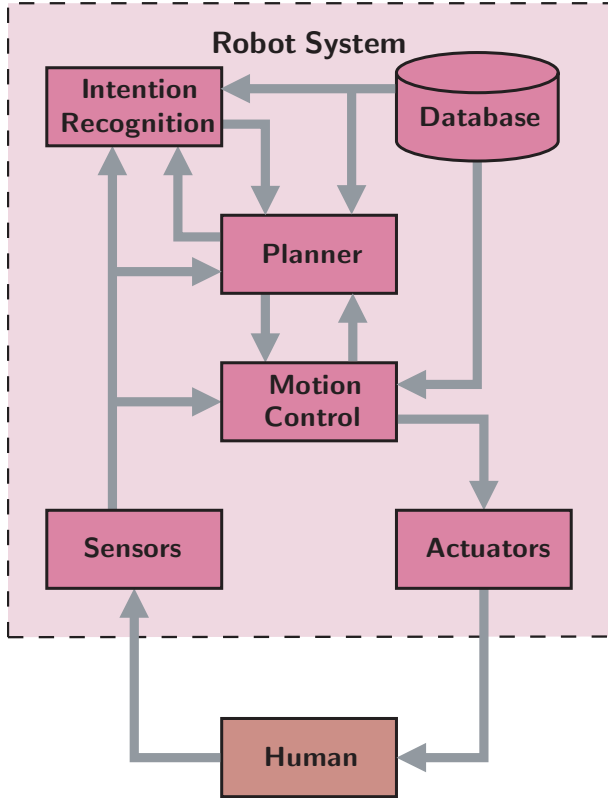 Robot System
Intention
Recognition
Database
Planner
Motion
Control
Sensors
Actuators
Human